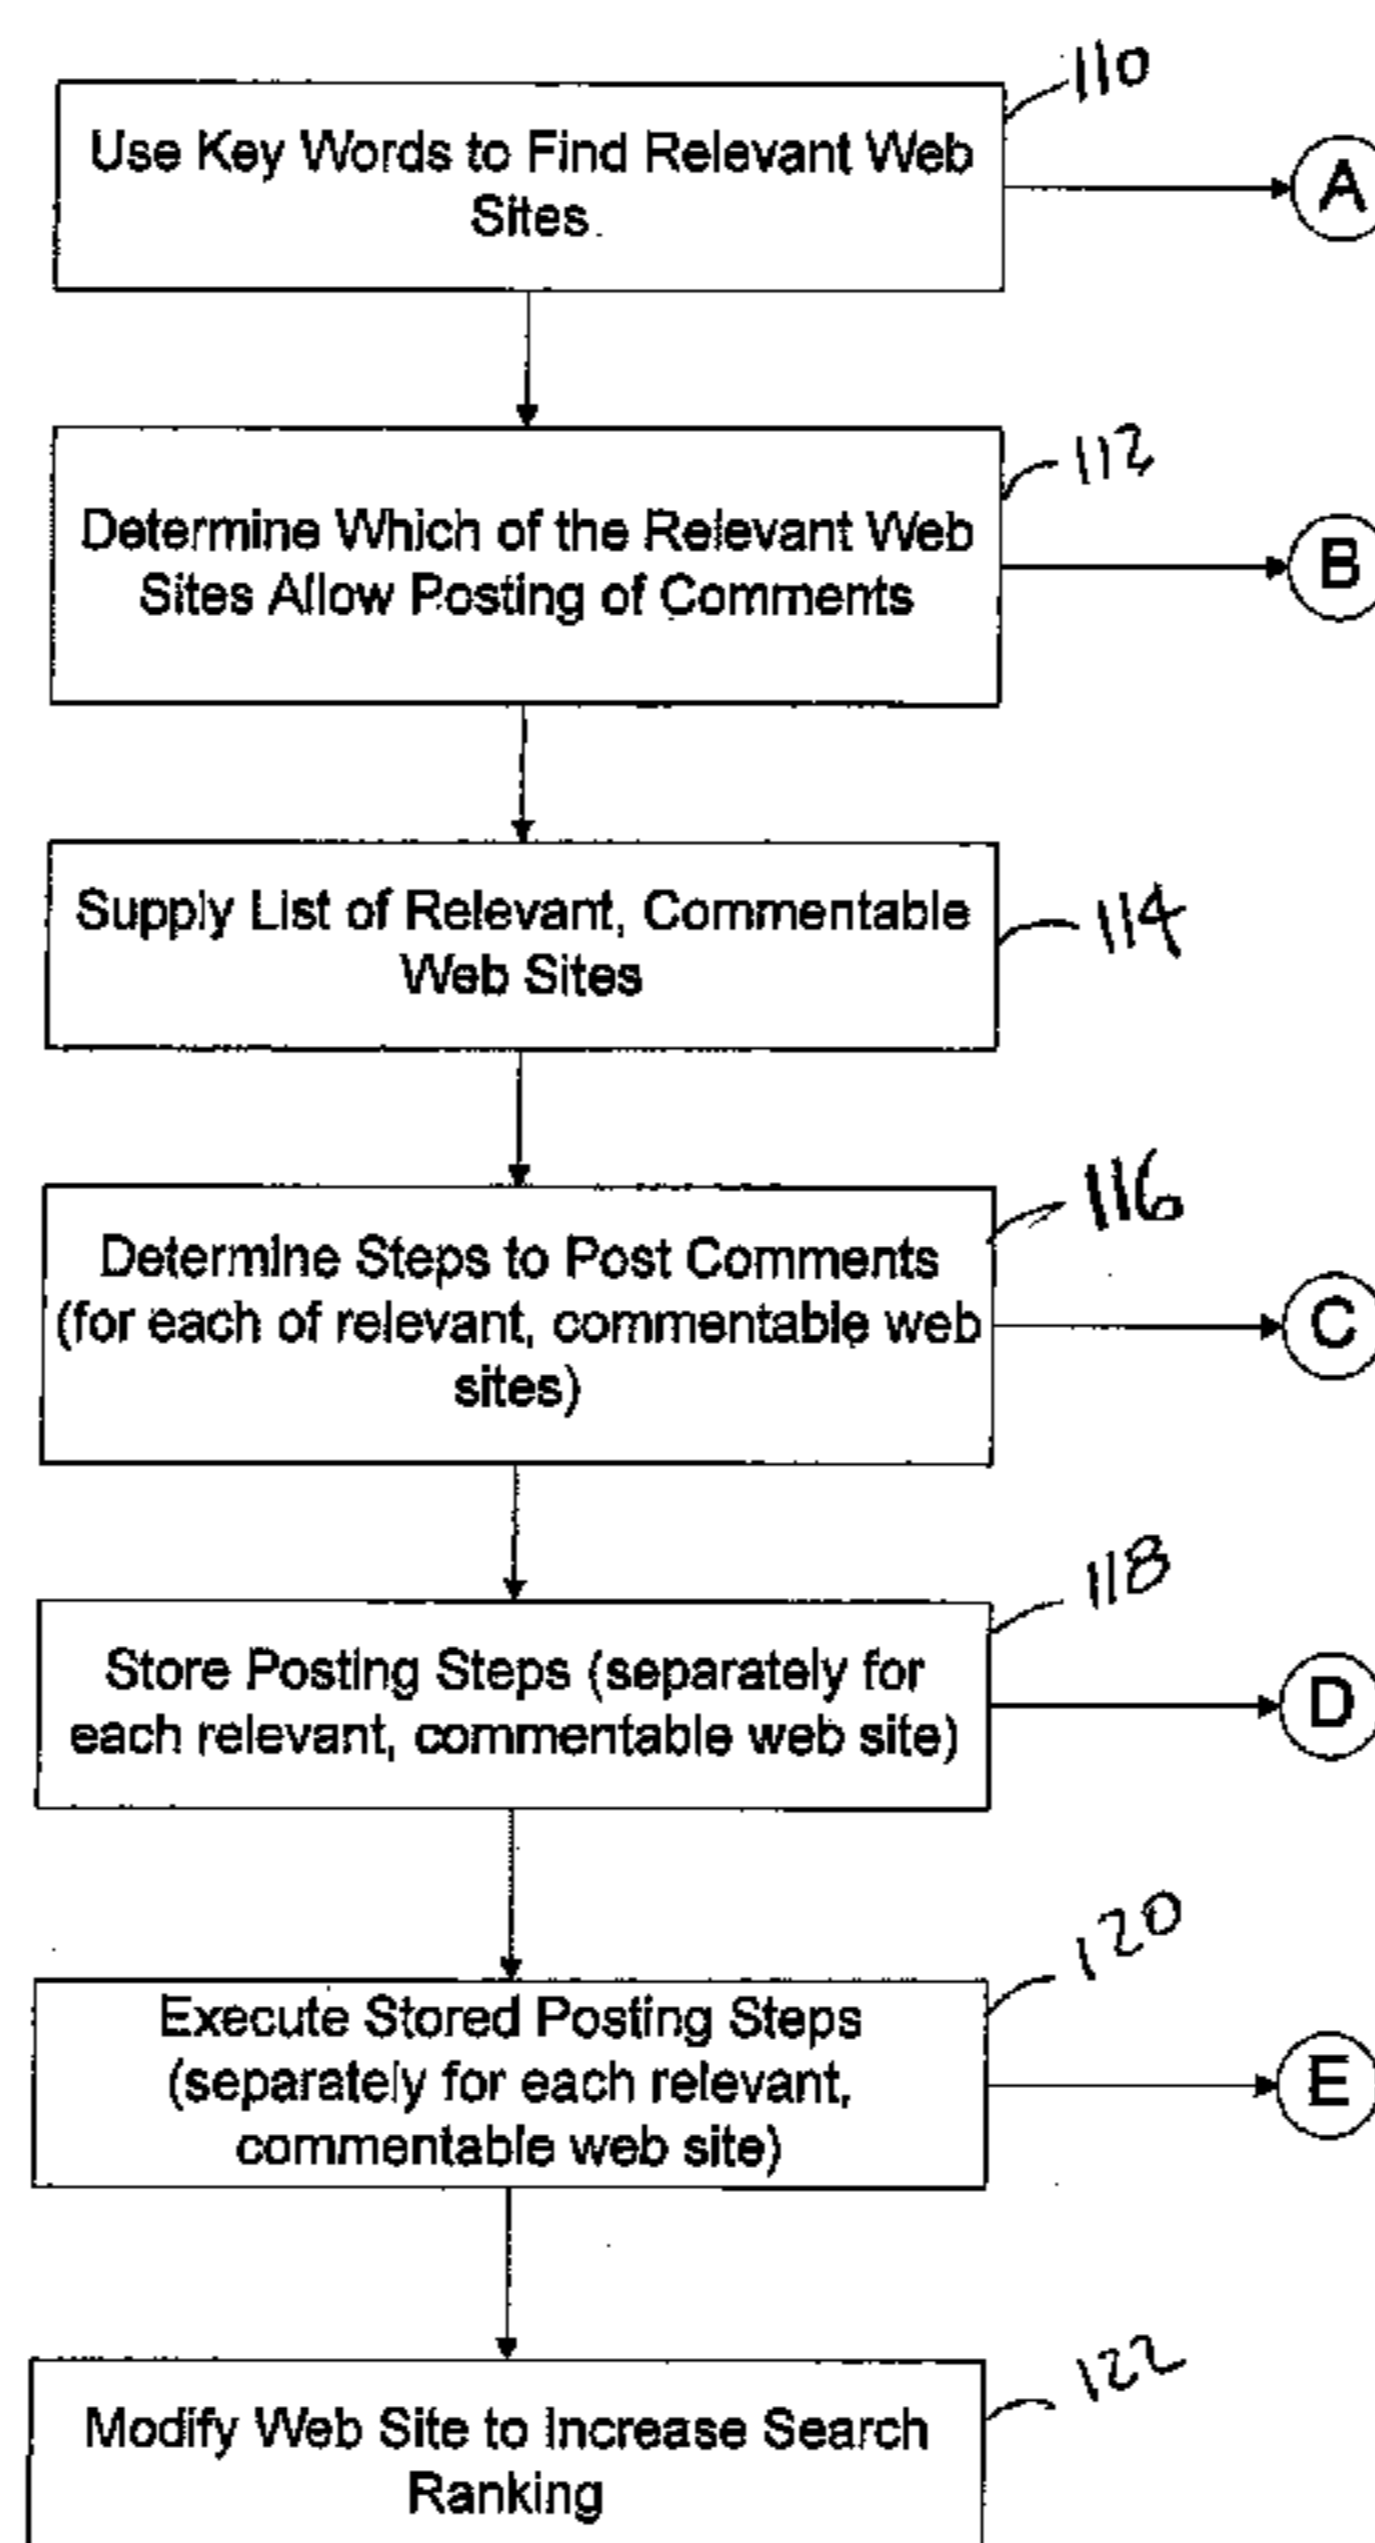 110
Use Key Words to Find Relevant Web
Sites.
A
112
Determine Which of the Relevant Web
Sites Allow Posting of Comments
B
Supply List of Relevant, Commentable
Web Sites
114
116
Determine Steps to Post Comments
(for each of relevant, commentable web
sites)
C
118
Store Posting Steps (separately for
each relevant, commentable web site)
D
120
Execute Stored Posting Steps
(separately for each relevant,
commentable web site)
E
122
Modify Web Site to Increase Search
Ranking